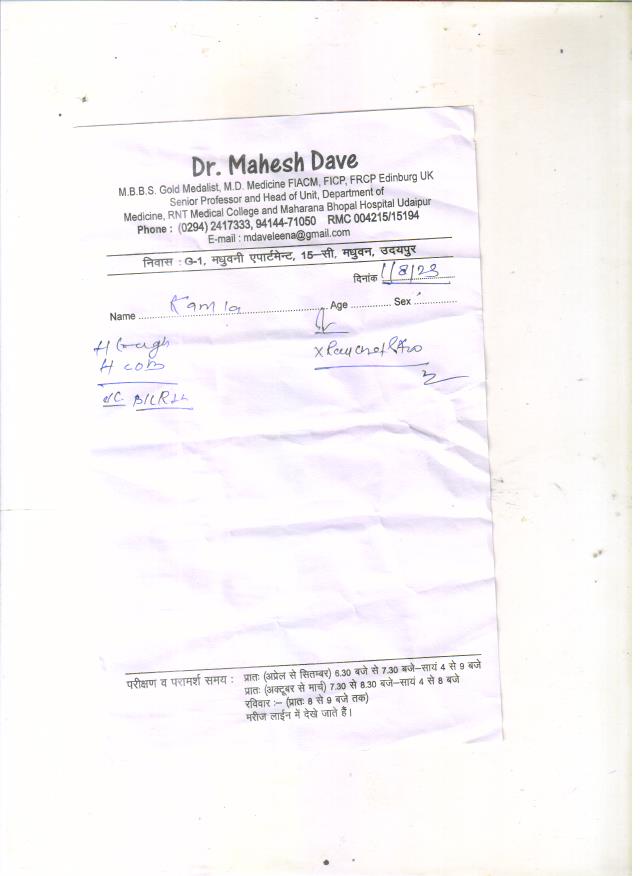 Dr. Mahesh Dave
M.B.B.S. Gold Medalist, M.D. Medicine FIACM, FICP, FRCP Edinburg UK
Senior Professor and Head of Unit, Department of
Medicine, RNT Medical College and Maharana Bhopal Hospital Udaipur
Phone : (0294) 2417333, 94144-71050 RMC 004215/15194
E-mail : mdaveleena@gmail.com
निवास : G-1, मधुवनी एपार्टमेन्ट, 15–सी, मधुवन, उदयपुर
दिनांक 1/8/23
Name Kamla Age Sex
H Cough
H COB
X Ray chest
परीक्षण व परामर्श समय : प्रातः (अप्रेल से सितम्बर) 6.30 बजे से 7.30 बजे–सायं 4 से 9 बजे
प्रातः (अक्टूबर से मार्च) 7.30 से 8.30 बजे–सायं 4 से 8 बजे
रविवार :– (प्रातः 8 से 9 बजे तक)
मरीज लाईन में देखे जाते हैं।